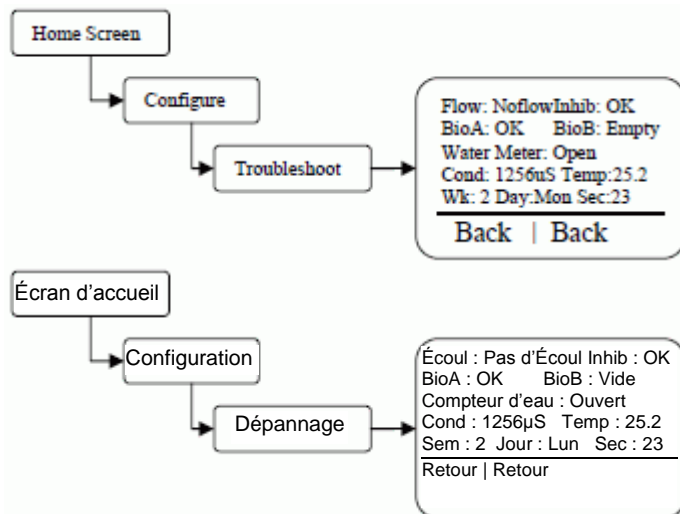 Home Screen
Configure
Troubleshoot
Flow: NoflowInhib: OK
BioA: OK BioB: Empty
Water Meter: Open
Cond: 1256uS Temp:25.2
Wk: 2 Day:Mon Sec:23
Back | Back
Écran d'accueil
Configuration
Dépannage
Écoul : Pas d'Écoul Inhib : OK
BioA : OK BioB : Vide
Compteur d'eau : Ouvert
Cond : 1256µS Temp : 25.2
Sem : 2 Jour : Lun Sec : 23
Retour | Retour